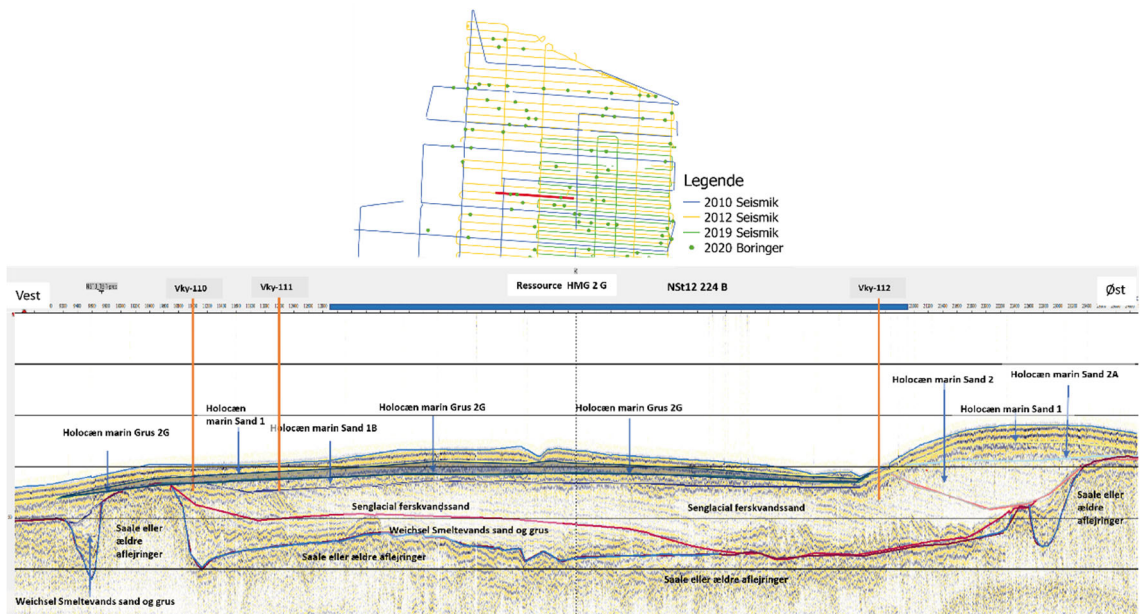 Legende
2010 Seismik
2012 Seismik
2019 Seismik
2020 Boringer
Vest
Vky-110
Vky-111
Ressource HMG 2 G
NSt12 224 B
Vky-112
Øst
Holocæn marin Grus 2G
Holocæn
marin Sand 1
Holocæn marin Sand 1B
Holocæn marin Grus 2G
Holocæn marin Grus 2G
Holocæn marin Sand 2
Holocæn marin Sand 2A
Holocæn marin Sand 1
Saale eller
ældre
aflejringer
Senglacial ferskvandssand
Weichsel Smeltevands sand og grus
Saale eller ældre aflejringer
Senglacial ferskvandssand
Saale eller ældre aflejringer
Saale eller
ældre
aflejringer
Weichsel Smeltevands sand og grus